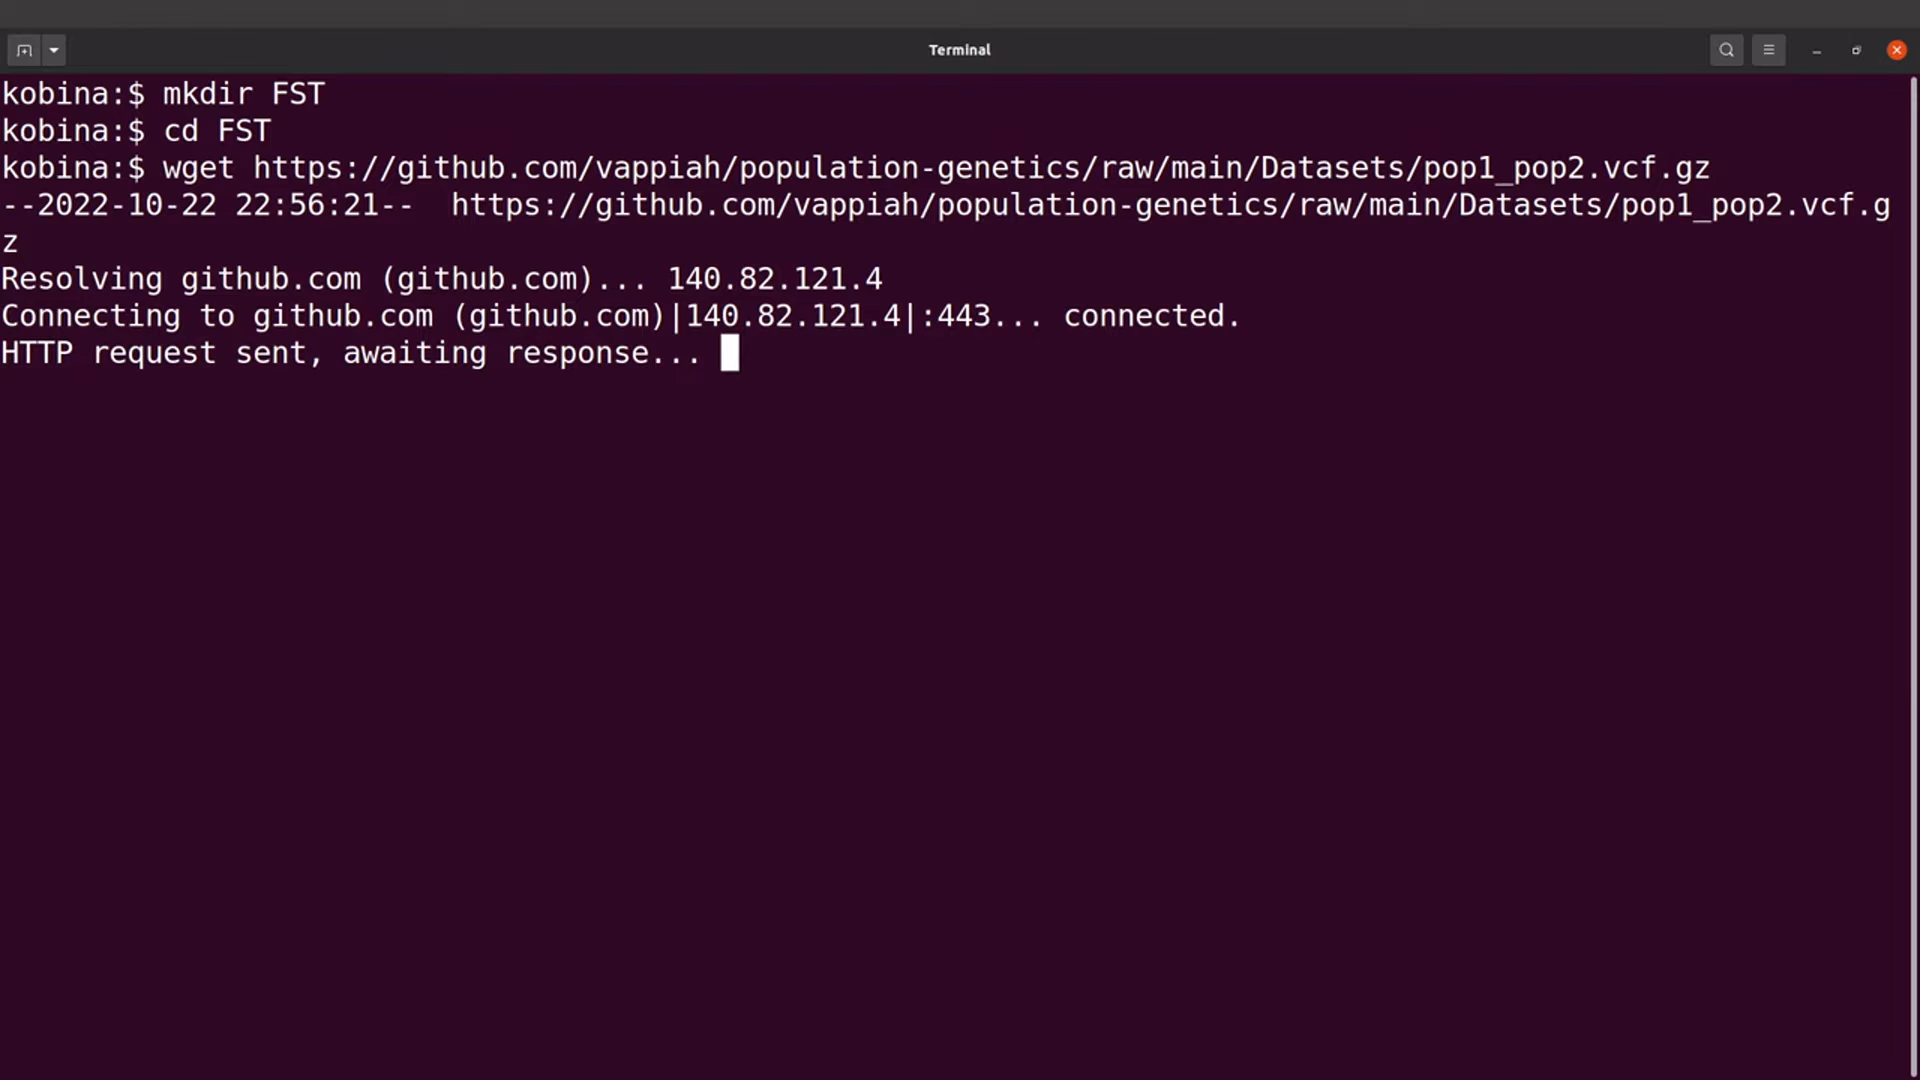 Terminal
kobina:$ mkdir FST
kobina:$ cd FST
kobina:$ wget https://github.com/vappiah/population-genetics/raw/main/Datasets/pop1_pop2.vcf.gz
--2022-10-22 22:56:21--  https://github.com/vappiah/population-genetics/raw/main/Datasets/pop1_pop2.vcf.g
z
Resolving github.com (github.com)... 140.82.121.4
Connecting to github.com (github.com)|140.82.121.4|:443... connected.
HTTP request sent, awaiting response...